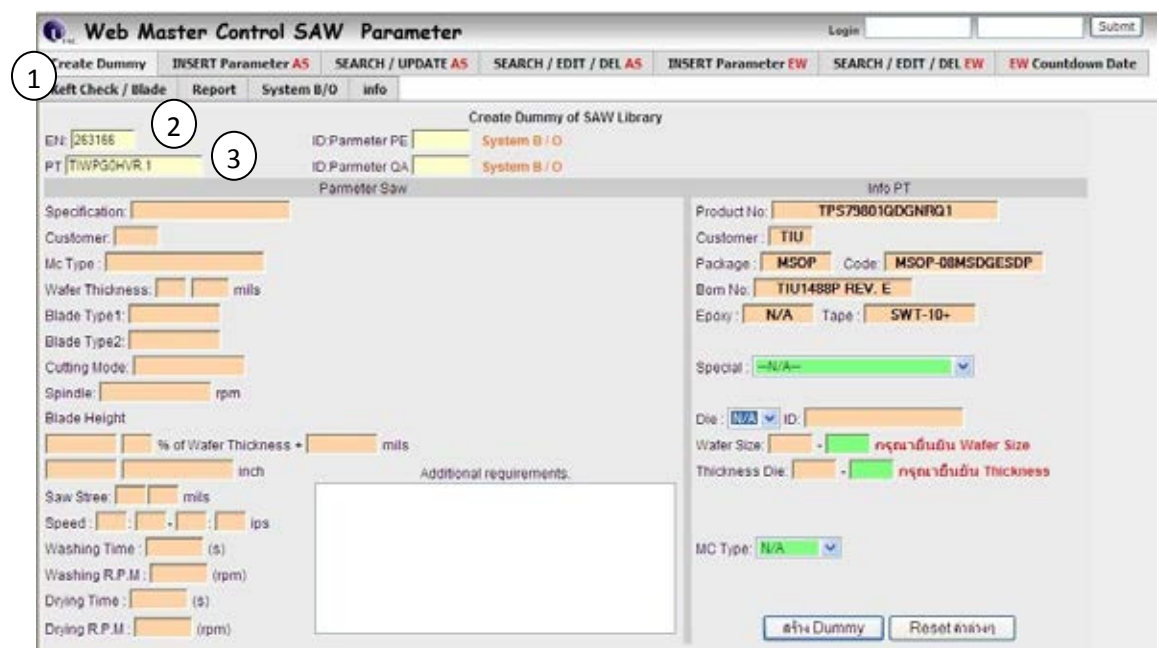 Web Master Control SAW Parameter Login Submit
Create Dummy INSERT Parameter AS SEARCH / UPDATE AS SEARCH / EDIT / DEL AS INSERT Parameter EW SEARCH / EDIT / DEL EW EW Countdown Date
1
Keft Check / Blade Report System B/O info
Create Dummy of SAW Library
2
EN: 263166 ID:Parmeter PE System B / O
3
PT TIWPG0HVR.1 ID:Parmeter QA System B / O
Parmeter Saw Info PT
Specification: Product No: TPS79801QDGNRQ1
Customer: Customer : TIU
Mc Type : Package : MSOP Code: MSOP-08MSDGESDP
Wafer Thickness: mils Bom No: TIU1488P REV. E
Blade Type1: Epoxy : N/A Tape : SWT-10+
Blade Type2:
Cutting Mode: Special : --N/A--
Spindle: rpm
Blade Height Die : N/A ID:
% of Wafer Thickness + mils Wafer Size: - กรุณายืนยัน Wafer Size
inch Additional requirements. Thickness Die: - กรุณายืนยัน Thickness
Saw Stree: mils
Speed : : - : ips
Washing Time : (s) MC Type: N/A
Washing R.P.M : (rpm)
Drying Time : (s)
Drying R.P.M : (rpm) สร้าง Dummy Reset ค่าต่างๆ